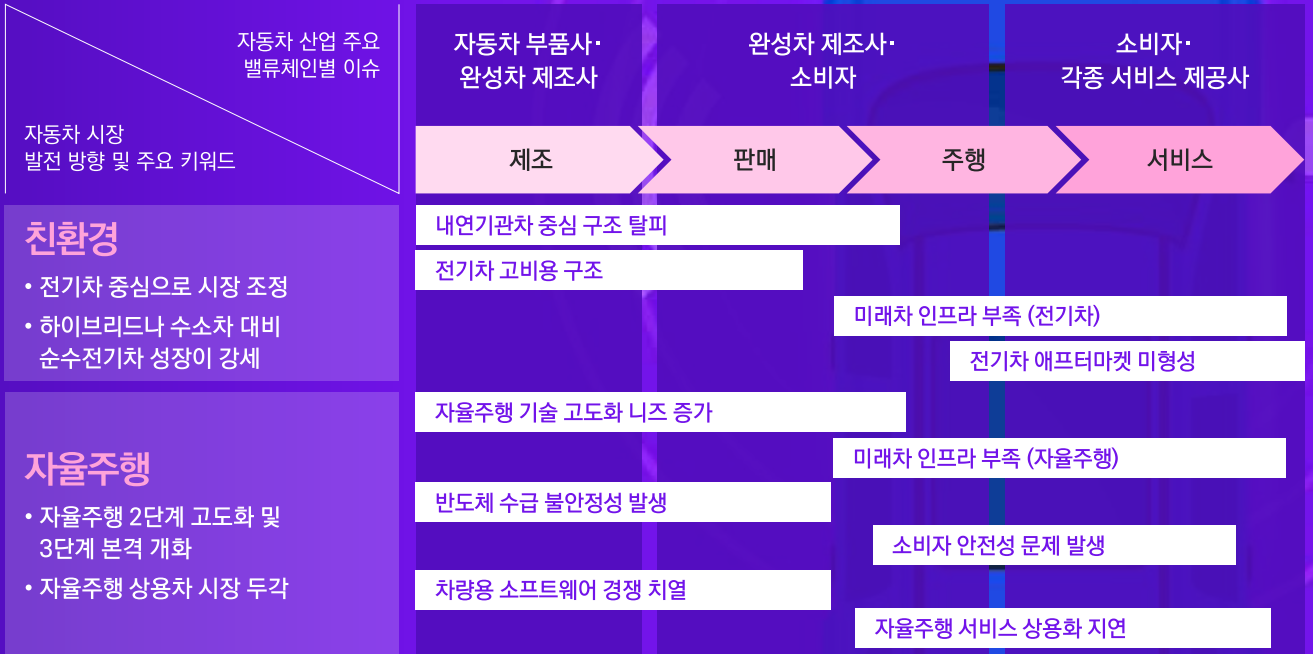 자동차 산업 주요
밸류체인별 이슈
자동차 시장
발전 방향 및 주요 키워드
자동차 부품사·
완성차 제조사
완성차 제조사·
소비자
소비자·
각종 서비스 제공사
제조
판매
주행
서비스
친환경
• 전기차 중심으로 시장 조정
• 하이브리드나 수소차 대비
순수전기차 성장이 강세
내연기관차 중심 구조 탈피
전기차 고비용 구조
미래차 인프라 부족 (전기차)
전기차 애프터마켓 미형성
자율주행
• 자율주행 2단계 고도화 및
3단계 본격 개화
• 자율주행 상용차 시장 두각
자율주행 기술 고도화 니즈 증가
미래차 인프라 부족 (자율주행)
반도체 수급 불안정성 발생
소비자 안전성 문제 발생
차량용 소프트웨어 경쟁 치열
자율주행 서비스 상용화 지연